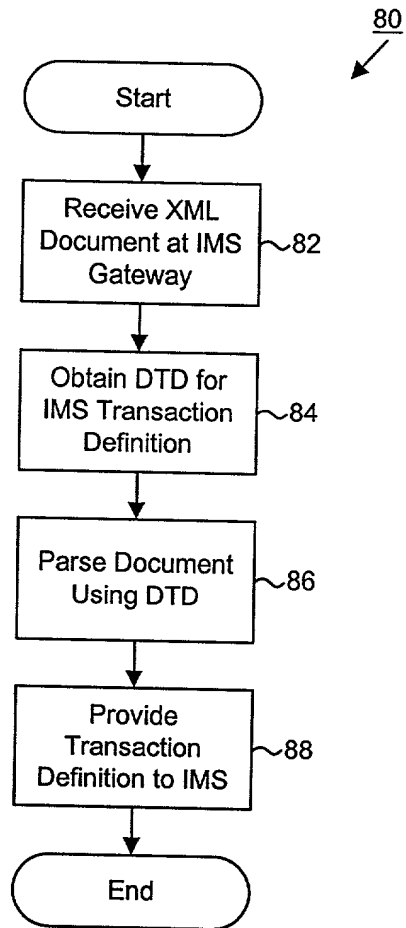 80
Start
Receive XML
Document at IMS
Gateway
82
Obtain DTD for
IMS Transaction
Definition
84
Parse Document
Using DTD
86
Provide
Transaction
Definition to IMS
88
End